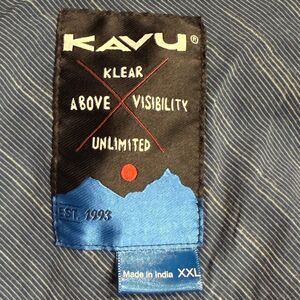 KAVU®
KLEAR
ABOVE VISIBILITY
UNLIMITED
EST. 1993
Made in India XXL